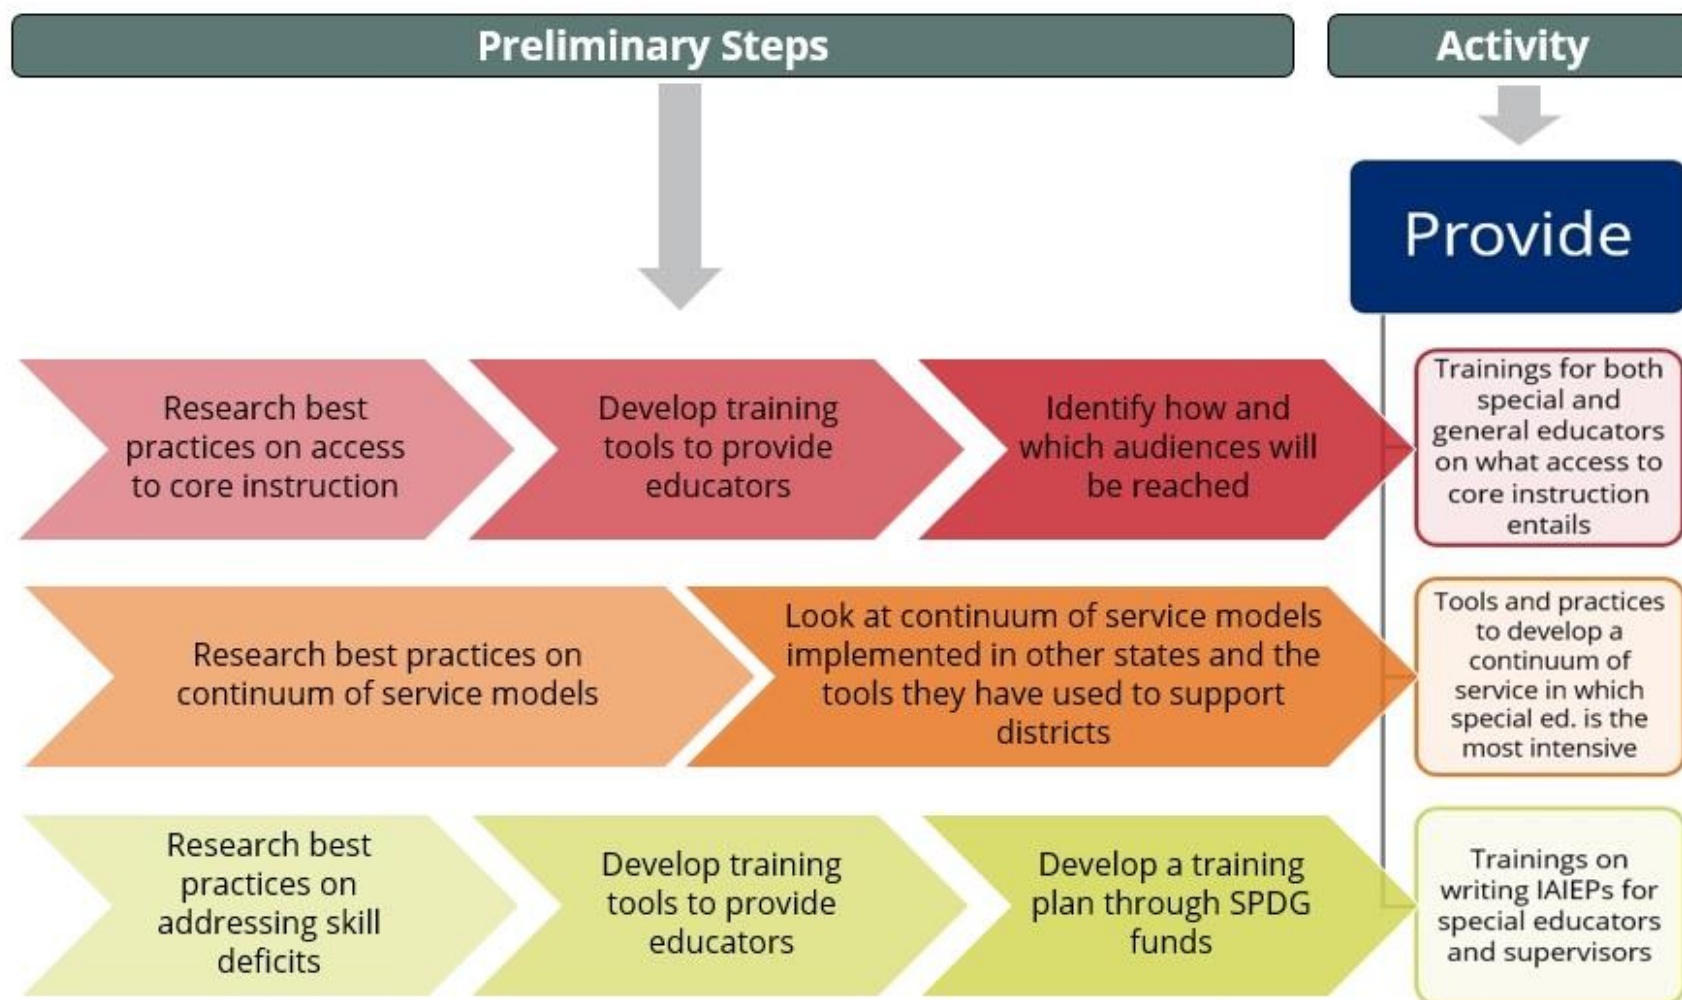 Preliminary Steps
Activity
Provide
Research best
practices on access
to core instruction
Develop training
tools to provide
educators
Identify how and
which audiences will
be reached
Trainings for both
special and
general educators
on what access to
core instruction
entails
Research best practices on
continuum of service models
Look at continuum of service models
implemented in other states and the
tools they have used to support
districts
Tools and practices
to develop a
continuum of
service in which
special ed. is the
most intensive
Research best
practices on
addressing skill
deficits
Develop training
tools to provide
educators
Develop a training
plan through SPDG
funds
Trainings on
writing IAIEPs for
special educators
and supervisors